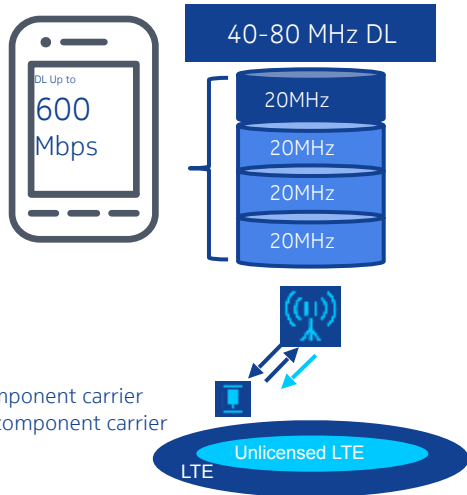 40-80 MHz DL
DL Up to
600
Mbps
20MHz
20MHz
20MHz
20MHz
component carrier
component carrier
Unlicensed LTE
LTE